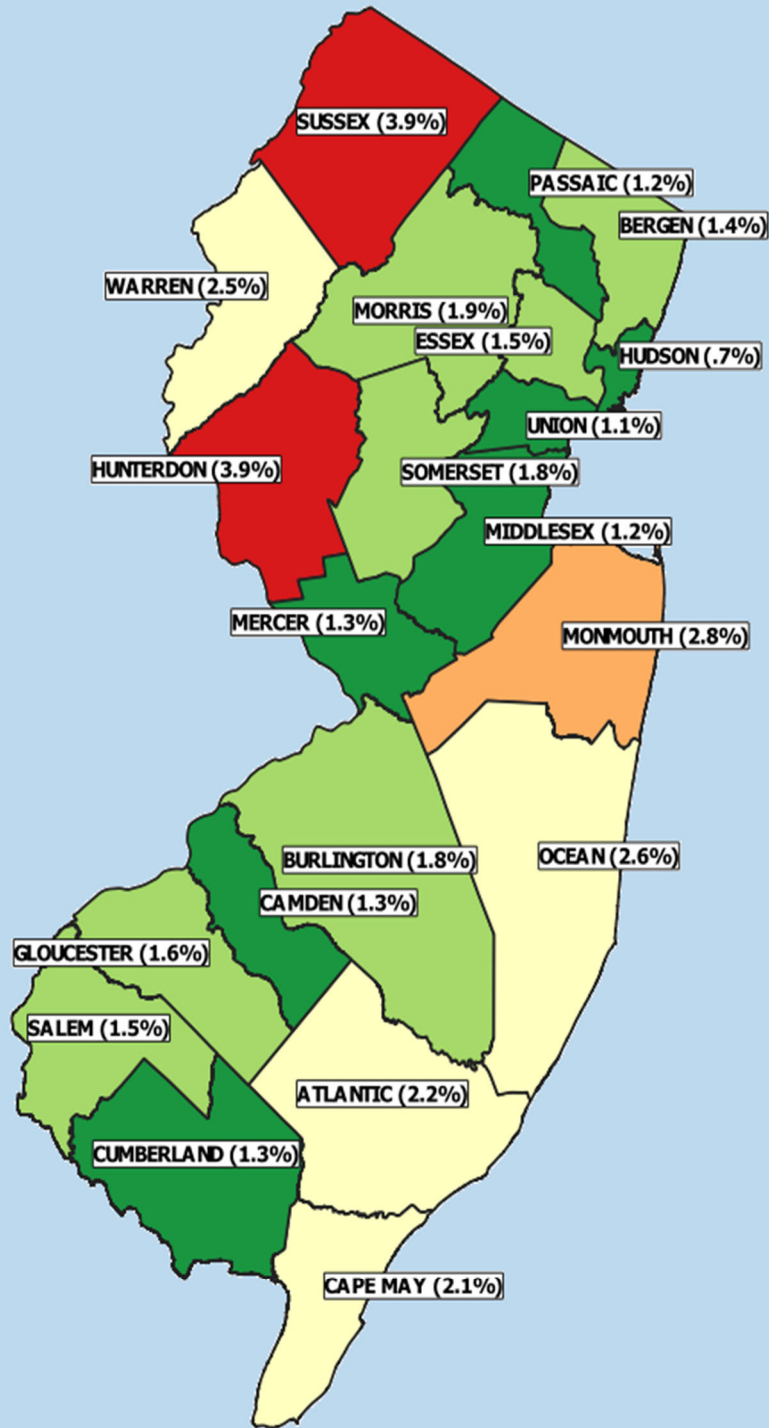 SUSSEX (3.9%)
PASSAIC (1.2%)
BERGEN (1.4%)
WARREN (2.5%)
MORRIS (1.9%)
ESSEX (1.5%)
HUDSON (.7%)
UNION (1.1%)
HUNTERDON (3.9%)
SOMERSET (1.8%)
MIDDLESEX (1.2%)
MERCER (1.3%)
MONMOUTH (2.8%)
BURLINGTON (1.8%)
OCEAN (2.6%)
CAMDEN (1.3%)
GLOUCESTER (1.6%)
SALEM (1.5%)
ATLANTIC (2.2%)
CUMBERLAND (1.3%)
CAPE MAY (2.1%)